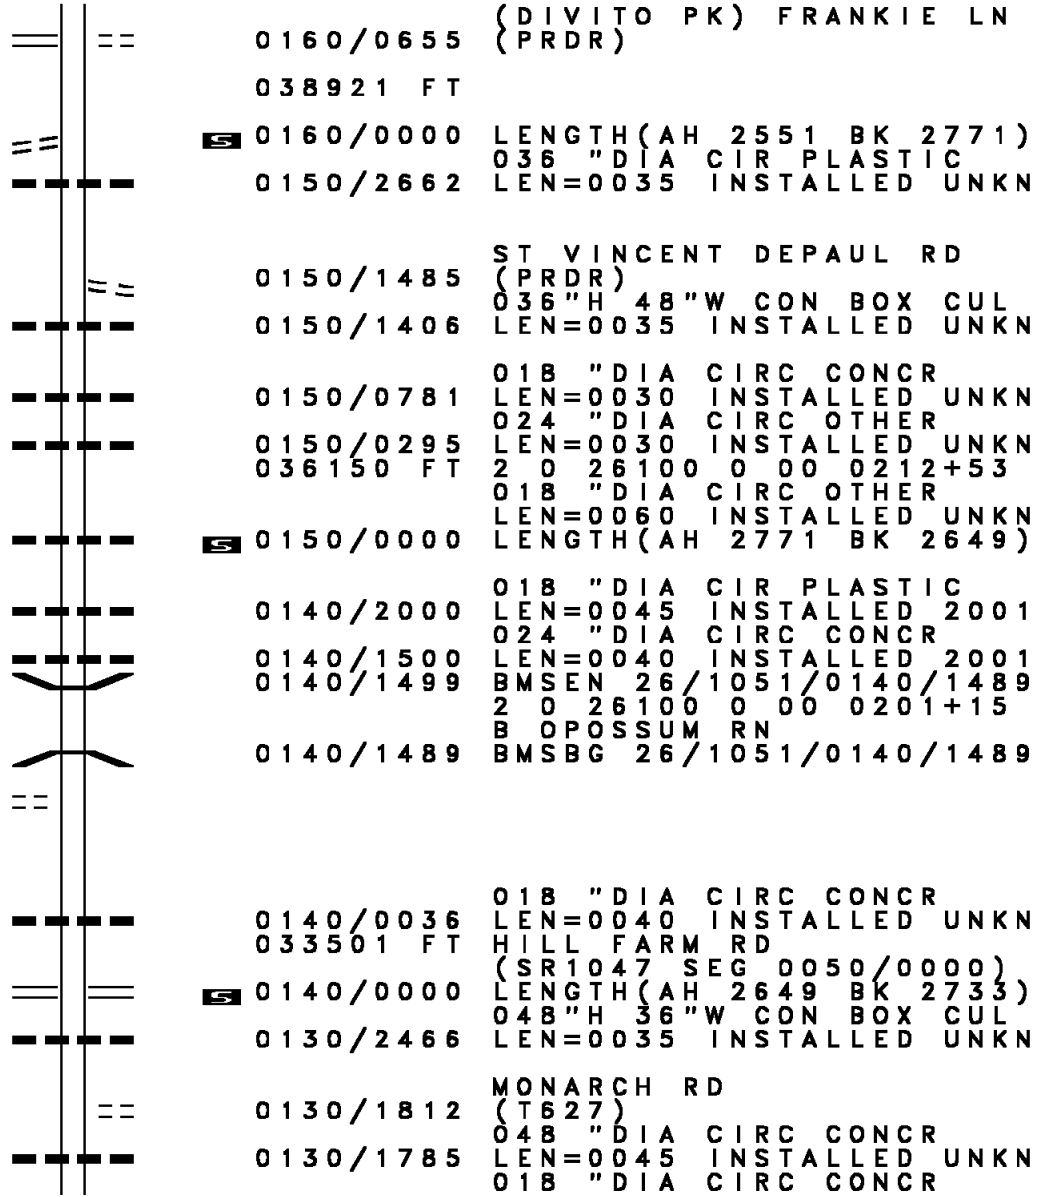 (DIVITO PK) FRANKIE LN
0160/0655 (PRDR)
038921 FT
S 0160/0000 LENGTH(AH 2551 BK 2771)
036 "DIA CIR PLASTIC
0150/2662 LEN=0035 INSTALLED UNKN
ST VINCENT DEPAUL RD
0150/1485 (PRDR)
036"H 48"W CON BOX CUL
0150/1406 LEN=0035 INSTALLED UNKN
018 "DIA CIRC CONCR
0150/0781 LEN=0030 INSTALLED UNKN
024 "DIA CIRC OTHER
0150/0295 LEN=0030 INSTALLED UNKN
036150 FT 2 0 26100 0 00 0212+53
018 "DIA CIRC OTHER
LEN=0060 INSTALLED UNKN
S 0150/0000 LENGTH(AH 2771 BK 2649)
018 "DIA CIR PLASTIC
0140/2000 LEN=0045 INSTALLED 2001
024 "DIA CIRC CONCR
0140/1500 LEN=0040 INSTALLED 2001
0140/1499 BMSEN 26/1051/0140/1489
2 0 26100 0 00 0201+15
B OPOSSUM RN
0140/1489 BMSBG 26/1051/0140/1489
018 "DIA CIRC CONCR
0140/0036 LEN=0040 INSTALLED UNKN
033501 FT HILL FARM RD
(SR1047 SEG 0050/0000)
S 0140/0000 LENGTH(AH 2649 BK 2733)
048"H 36"W CON BOX CUL
0130/2466 LEN=0035 INSTALLED UNKN
MONARCH RD
0130/1812 (T627)
048 "DIA CIRC CONCR
0130/1785 LEN=0045 INSTALLED UNKN
018 "DIA CIRC CONCR